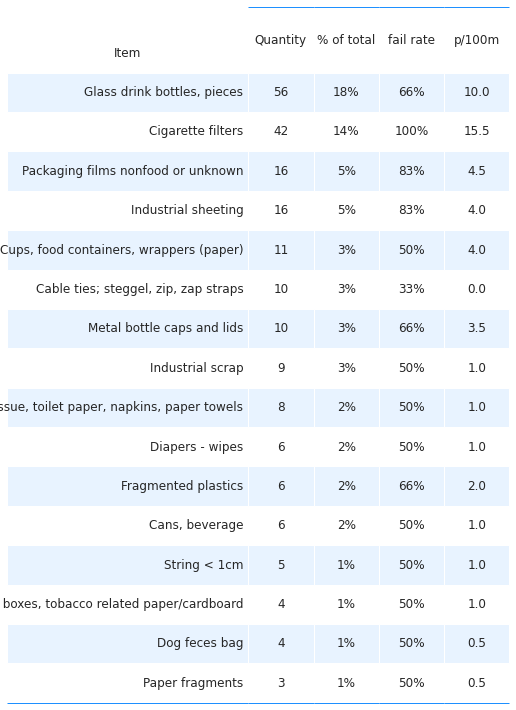 Item Quantity % of total fail rate p/100m
Glass drink bottles, pieces 56 18% 66% 10.0
Cigarette filters 42 14% 100% 15.5
Packaging films nonfood or unknown 16 5% 83% 4.5
Industrial sheeting 16 5% 83% 4.0
Cups, food containers, wrappers (paper) 11 3% 50% 4.0
Cable ties; steggel, zip, zap straps 10 3% 33% 0.0
Metal bottle caps and lids 10 3% 66% 3.5
Industrial scrap 9 3% 50% 1.0
toilet paper, napkins, paper towels 8 2% 50% 1.0
Diapers - wipes 6 2% 50% 1.0
Fragmented plastics 6 2% 66% 2.0
Cans, beverage 6 2% 50% 1.0
String < 1cm 5 1% 50% 1.0
boxes, tobacco related paper/cardboard 4 1% 50% 1.0
Dog feces bag 4 1% 50% 0.5
Paper fragments 3 1% 50% 0.5